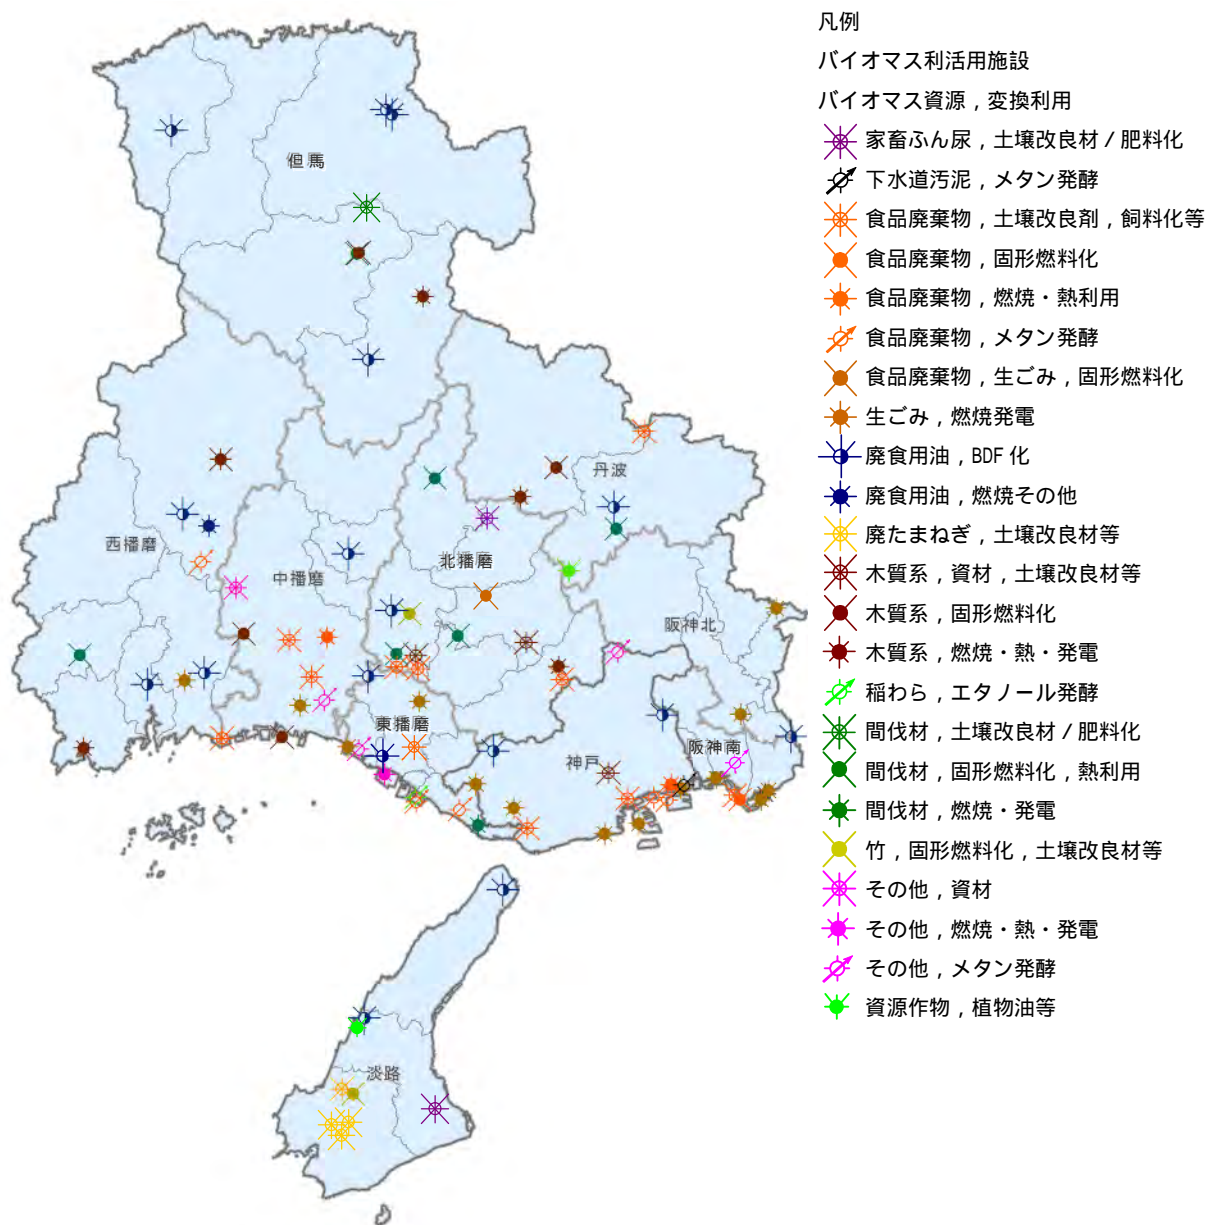 凡例
バイオマス利活用施設
バイオマス資源，変換利用
家畜ふん尿，土壌改良材／肥料化
下水道汚泥，メタン発酵
食品廃棄物，土壌改良剤，飼料化等
食品廃棄物，固形燃料化
食品廃棄物，燃焼・熱利用
食品廃棄物，メタン発酵
食品廃棄物，生ごみ，固形燃料化
生ごみ，燃焼発電
廃食用油，BDF化
廃食用油，燃焼その他
廃たまねぎ，土壌改良材等
木質系，資材，土壌改良材等
木質系，固形燃料化
木質系，燃焼・熱・発電
稲わら，エタノール発酵
間伐材，土壌改良材／肥料化
間伐材，固形燃料化，熱利用
間伐材，燃焼・発電
竹，固形燃料化，土壌改良材等
その他，資材
その他，燃焼・熱・発電
その他，メタン発酵
資源作物，植物油等
但馬
丹波
西播磨
中播磨
北播磨
阪神北
東播磨
神戸
阪神南
淡路